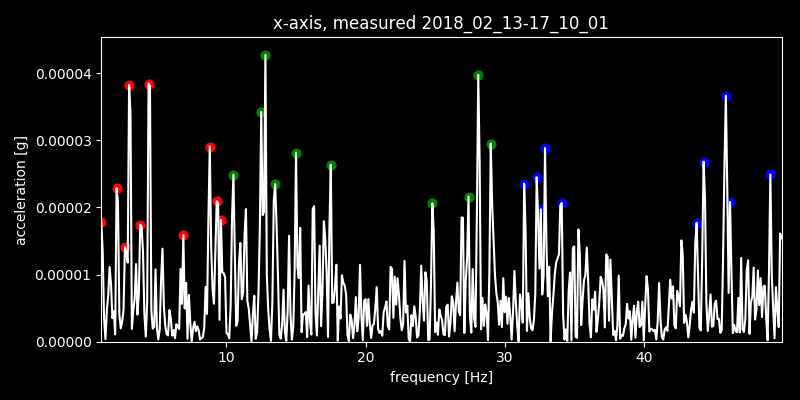 x-axis, measured 2018_02_13-17_10_01
0.00004
0.00003
0.00002
0.00001
0.00000
acceleration [g]
10 20 30 40
frequency [Hz]